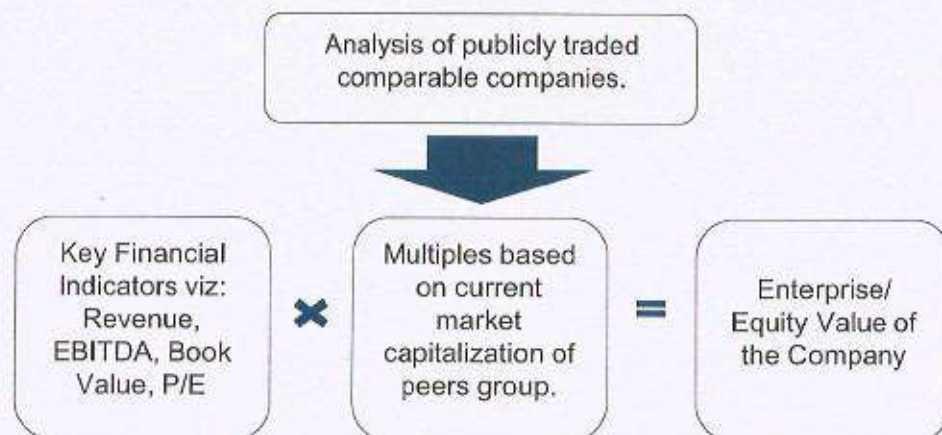 Analysis of publicly traded
comparable companies.
Key Financial
Indicators viz:
Revenue,
EBITDA, Book
Value, P/E
Multiples based
on current
market
capitalization of
peers group.
=
Enterprise/
Equity Value of
the Company